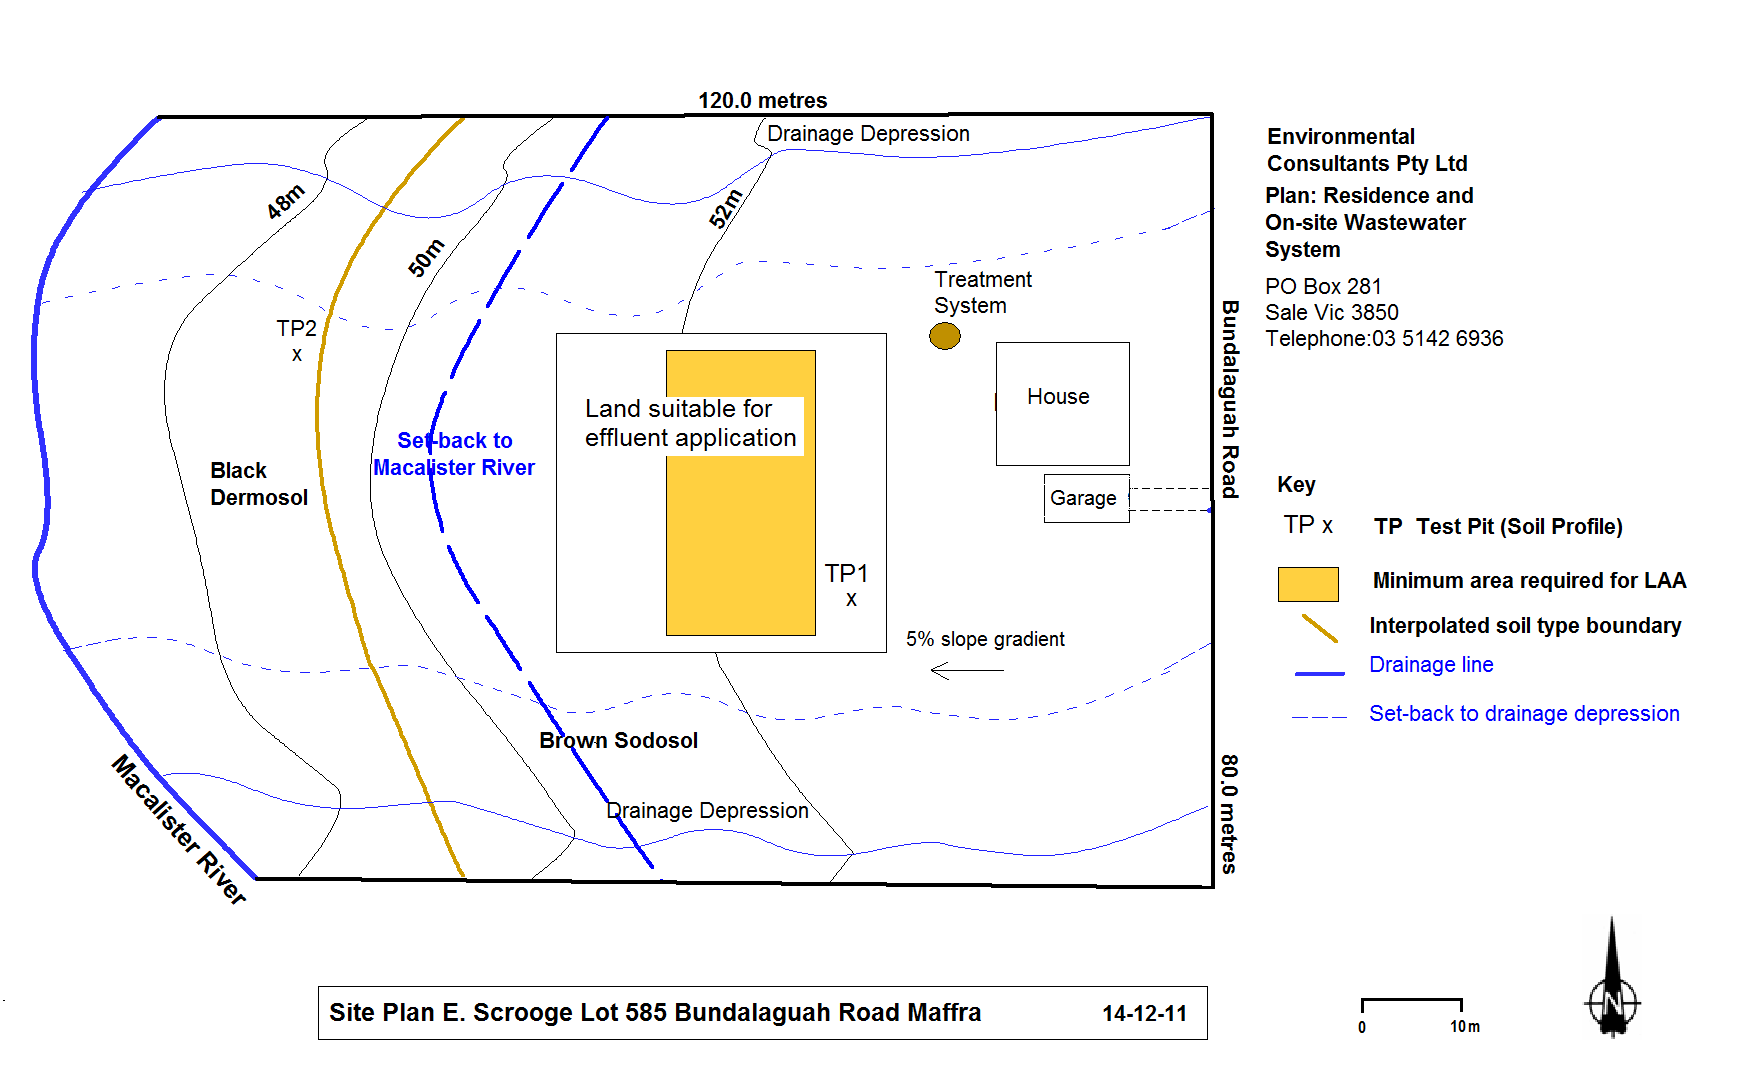 120.0 metres
Drainage Depression
48m
50m
52m
Treatment
System
TP2
x
House
Land suitable for
effluent application
Set-back to
Macalister River
Black
Dermosol
Garage
TP1
x
5% slope gradient
Brown Sodosol
Drainage Depression
Macalister River
Bundalaguah Road
80.0 metres
Environmental
Consultants Pty Ltd
Plan: Residence and
On-site Wastewater
System
PO Box 281
Sale Vic 3850
Telephone:03 5142 6936
Key
TP x TP Test Pit (Soil Profile)
Minimum area required for LAA
Interpolated soil type boundary
Drainage line
Set-back to drainage depression
Site Plan E. Scrooge Lot 585 Bundalaguah Road Maffra 14-12-11
0 10m
N